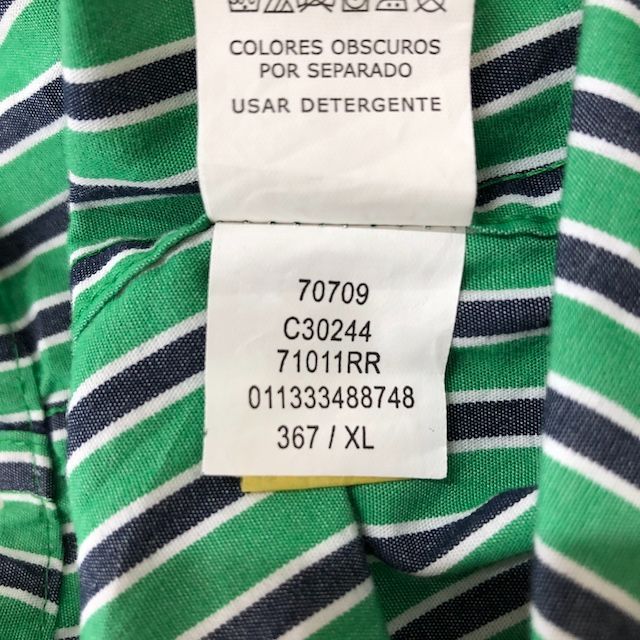 COLORES OBSCUROS
POR SEPARADO
USAR DETERGENTE
70709
C30244
71011RR
011333488748
367 / XL